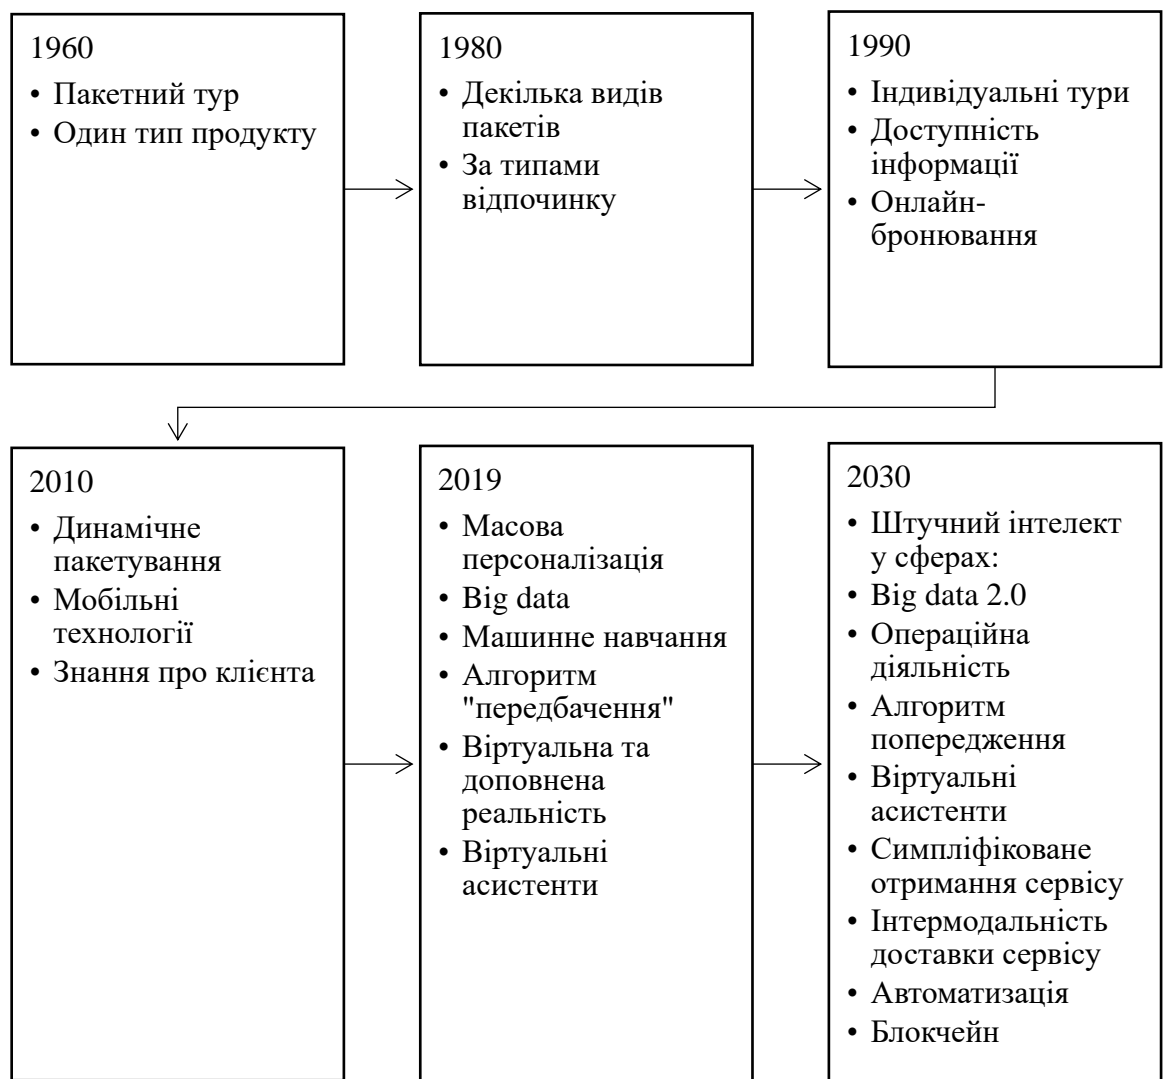 1960
• Пакетний тур
• Один тип продукту
1980
• Декілька видів
пакетів
• За типами
відпочинку
1990
• Індивідуальні тури
• Доступність
інформації
• Онлайн-
бронювання
2010
• Динамічне
пакетування
• Мобільні
технології
• Знання про клієнта
2019
• Масова
персоналізація
• Big data
• Машинне навчання
• Алгоритм
"передбачення"
• Віртуальна та
доповнена
реальність
• Віртуальні
асистенти
2030
• Штучний інтелект
у сферах:
• Big data 2.0
• Операційна
діяльність
• Алгоритм
попередження
• Віртуальні
асистенти
• Симпліфіковане
отримання сервісу
• Інтермодальність
доставки сервісу
• Автоматизація
• Блокчейн